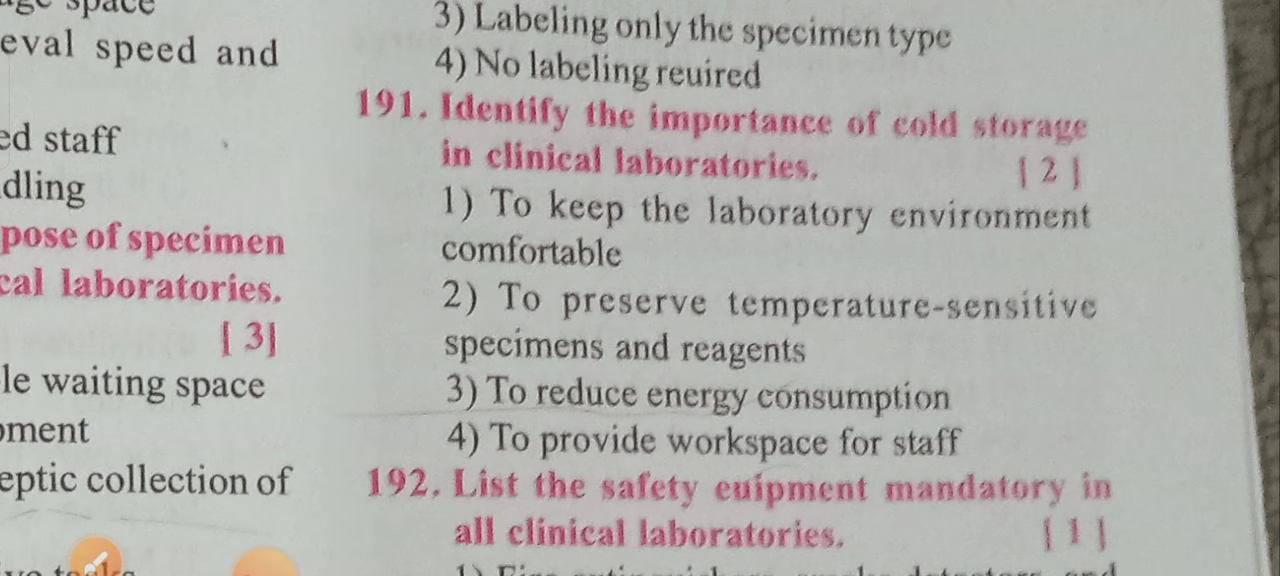 age space
eval speed and
ed staff
dling
pose of specimen
cal laboratories.
[ 3]
le waiting space
oment
eptic collection of
3) Labeling only the specimen type
4) No labeling reuired
191. Identify the importance of cold storage
in clinical laboratories. [ 2 ]
1) To keep the laboratory environment
comfortable
2) To preserve temperature-sensitive
specimens and reagents
3) To reduce energy consumption
4) To provide workspace for staff
192. List the safety euipment mandatory in
all clinical laboratories. [ 1 ]